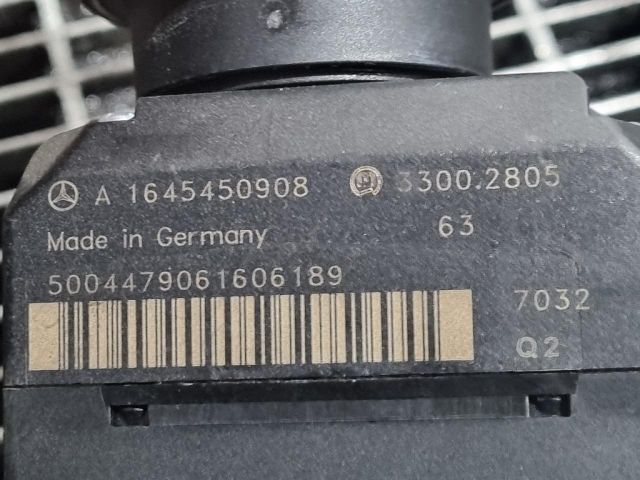 A 1645450908 3300.2805
Made in Germany 63
5004479061606189
7032
Q2